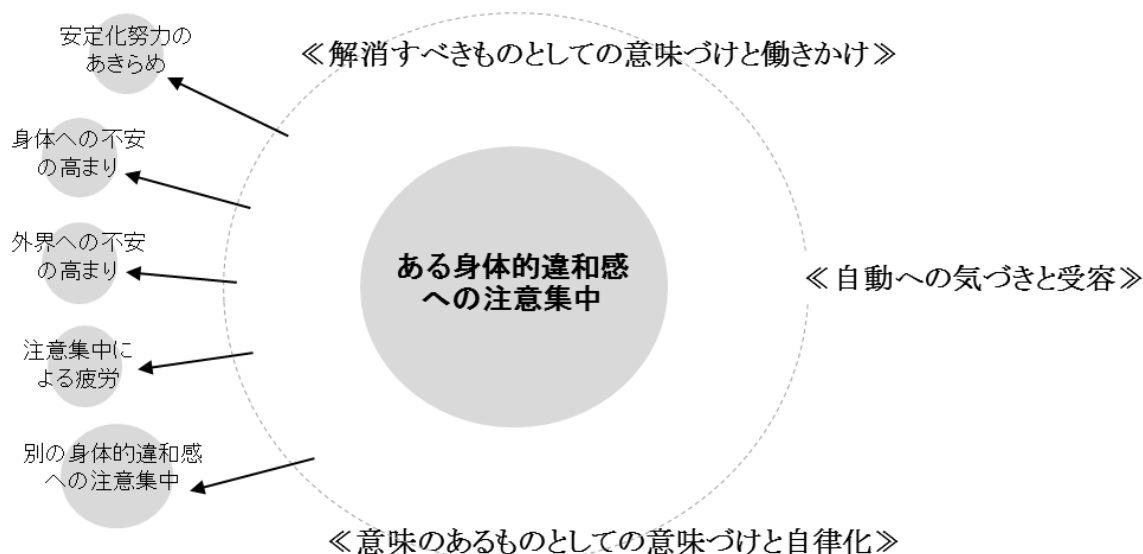 安定化努力の
あきらめ
≪解消すべきものとしての意味づけと働きかけ≫
身体への不安
の高まり
外界への不安
の高まり
ある身体的違和感
への注意集中
≪自動への気づきと受容≫
注意集中に
よる疲労
別の身体的違和感
への注意集中
≪意味のあるものとしての意味づけと自律化≫